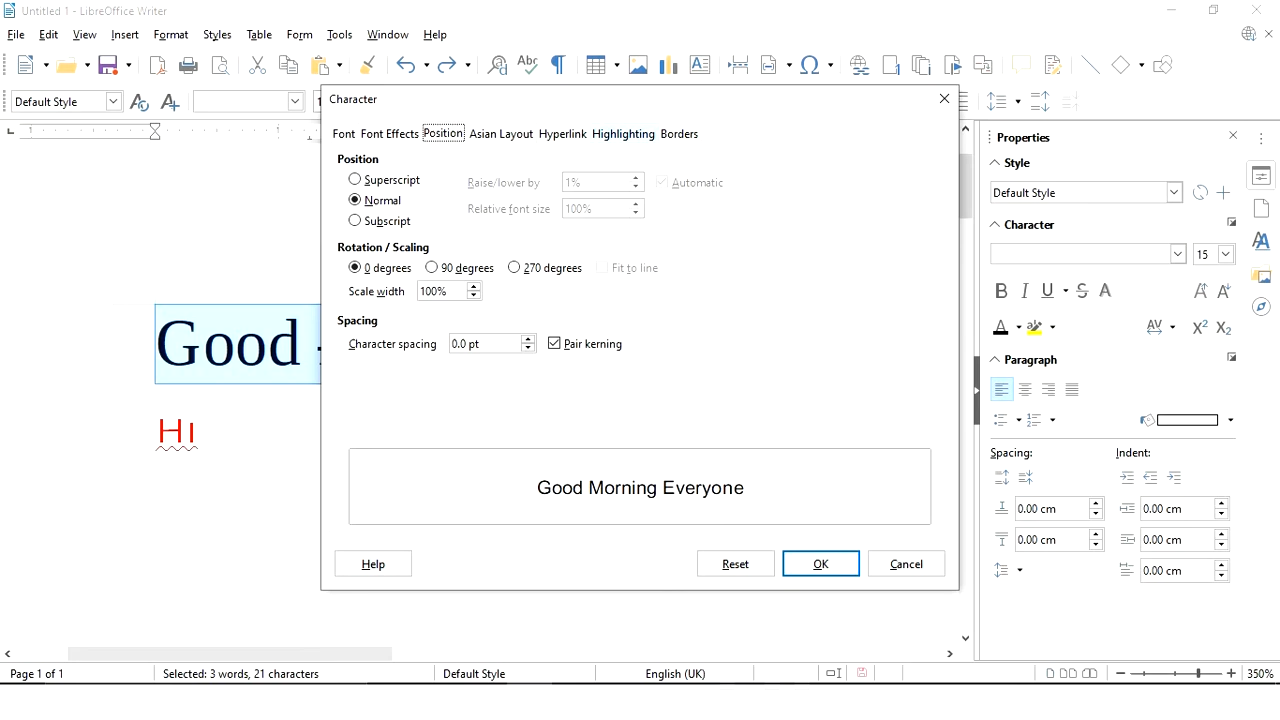 Untitled 1 - LibreOffice Writer
File Edit View Insert Format Styles Table Form Tools Window Help
Default Style
Character
Font Font Effects Position Asian Layout Hyperlink Highlighting Borders
Position
Superscript
Normal
Subscript
Raise/lower by 1% Automatic
Relative font size 100%
Rotation / Scaling
0 degrees 90 degrees 270 degrees Fit to line
Scale width 100%
Spacing
Character spacing 0.0 pt Pair kerning
Good Morning Everyone
Help Reset OK Cancel
Good
Hi
Properties
Style
Default Style
Character
15
Paragraph
Spacing: Indent:
0.00 cm 0.00 cm
0.00 cm 0.00 cm
0.00 cm
Page 1 of 1 Selected: 3 words, 21 characters Default Style English (UK) 350%